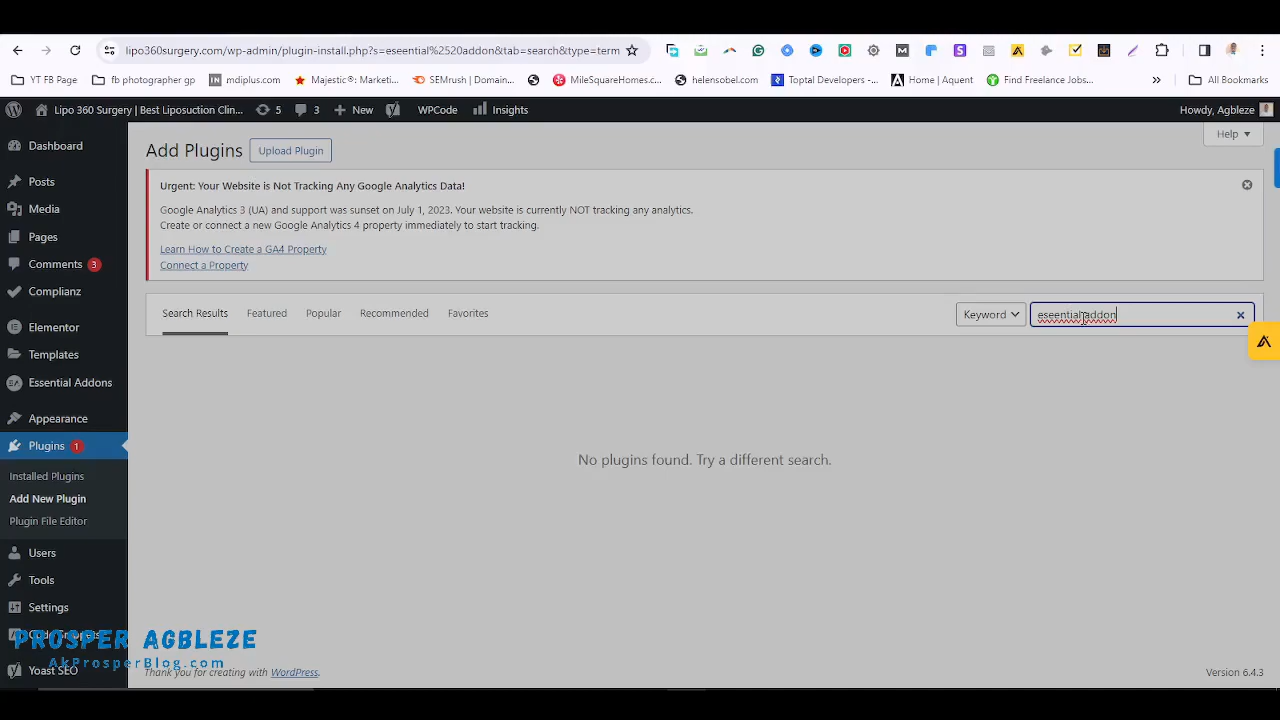 lipo360surgery.com/wp-admin/plugin-install.php?s=eseential%2520addon&tab=search&type=term
YT FB Page
fb photographer gp
mdiplus.com
Majestic®: Marketi...
SEMrush | Domain...
MileSquareHomes.c...
helensobel.com
Toptal Developers -...
Home | Aquent
Find Freelance Jobs...
»
All Bookmarks
Lipo 360 Surgery | Best Liposuction Clin...
5
3
New
WPCode
Insights
Howdy, Agbleze
Dashboard
Posts
Media
Pages
Comments 3
Complianz
Elementor
Templates
Essential Addons
Appearance
Plugins 1
Installed Plugins
Add New Plugin
Plugin File Editor
Users
Tools
Settings
Yoast SEO
Add Plugins
Upload Plugin
Help
Urgent: Your Website is Not Tracking Any Google Analytics Data!
Google Analytics 3 (UA) and support was sunset on July 1, 2023. Your website is currently NOT tracking any analytics.
Create or connect a new Google Analytics 4 property immediately to start tracking.
Learn How to Create a GA4 Property
Connect a Property
Search Results
Featured
Popular
Recommended
Favorites
Keyword
eseential addon
No plugins found. Try a different search.
PROSPER AGBLEZE
AkProsperBlog.com
Thank you for creating with WordPress.
Version 6.4.3